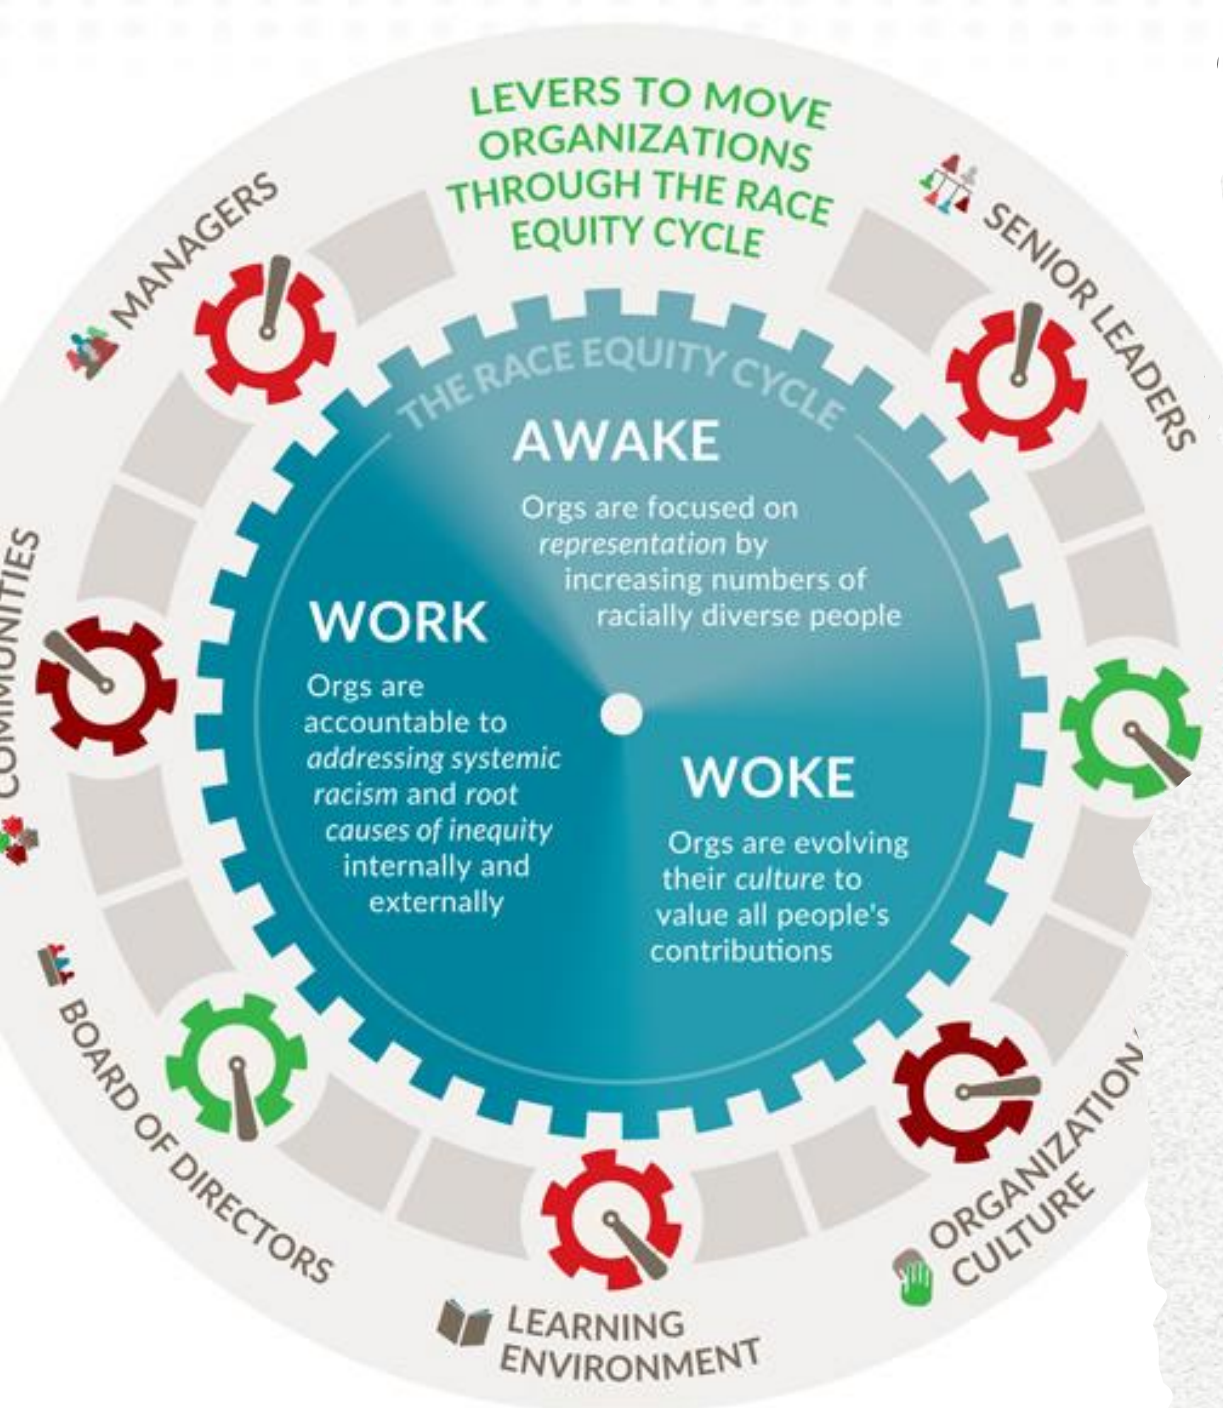 LEVERS TO MOVE
ORGANIZATIONS
THROUGH THE RACE
EQUITY CYCLE
SENIOR LEADERS
MANAGERS
THE RACE EQUITY CYCLE
AWAKE
Orgs are focused on
representation by
increasing numbers of
racially diverse people
WORK
Orgs are
accountable to
addressing systemic
racism and root
causes of inequity
internally and
externally
WOKE
Orgs are evolving
their culture to
value all people's
contributions
COMMUNITIES
BOARD OF DIRECTORS
LEARNING
ENVIRONMENT
ORGANIZATION
CULTURE